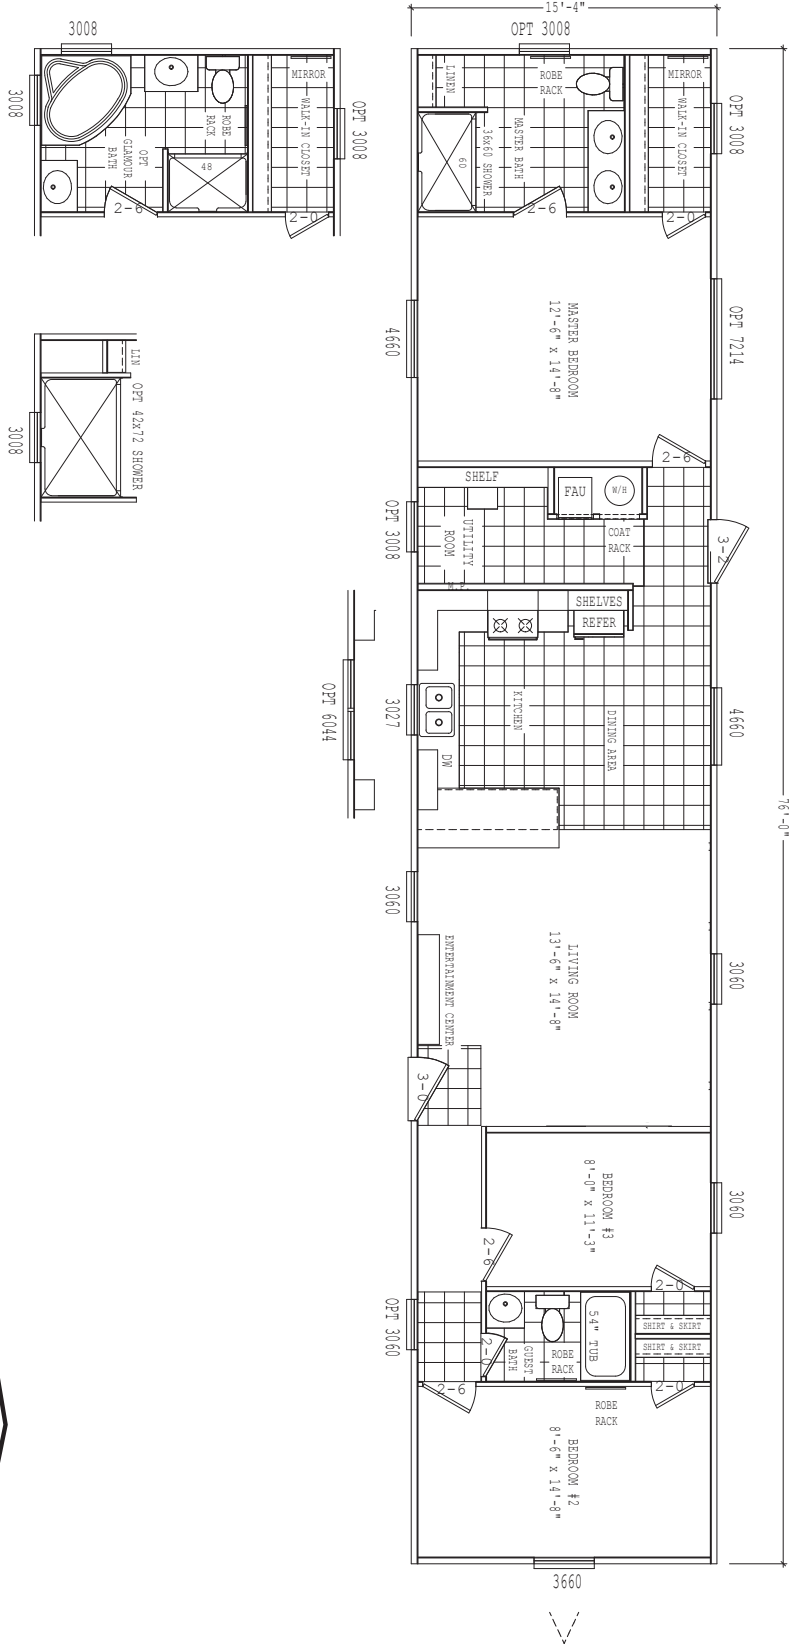 15'-4"
76'-0"
3008
3008
OPT 3008
MIRROR
WALK-IN CLOSET
ROBE
RACK
OPT
GLAMOUR
BATH
48
2-6
2-0
LIN
OPT 42x72 SHOWER
3008
OPT 6044
OPT 3008
LINEN
ROBE
RACK
MIRROR
OPT 3008
WALK-IN CLOSET
MASTER BATH
36x60 SHOWER
60
2-6
2-0
4660
MASTER BEDROOM
12'-6" x 14'-8"
OPT 7214
2-6
SHELF
FAU
W/H
OPT 3008
UTILITY
ROOM
COAT
RACK
3-2
SHELVES
REFER
3027
KITCHEN
DINING AREA
4660
DW
3060
LIVING ROOM
13'-6" x 14'-8"
3060
ENTERTAINMENT CENTER
3-0
BEDROOM #3
8'-0" x 11'-3"
3060
2-6
2-0
OPT 3060
54" TUB
SHIRT & SKIRT
SHIRT & SKIRT
2-0
GUEST
BATH
ROBE
RACK
2-6
2-0
ROBE
RACK
BEDROOM #2
8'-6" x 14'-8"
3660